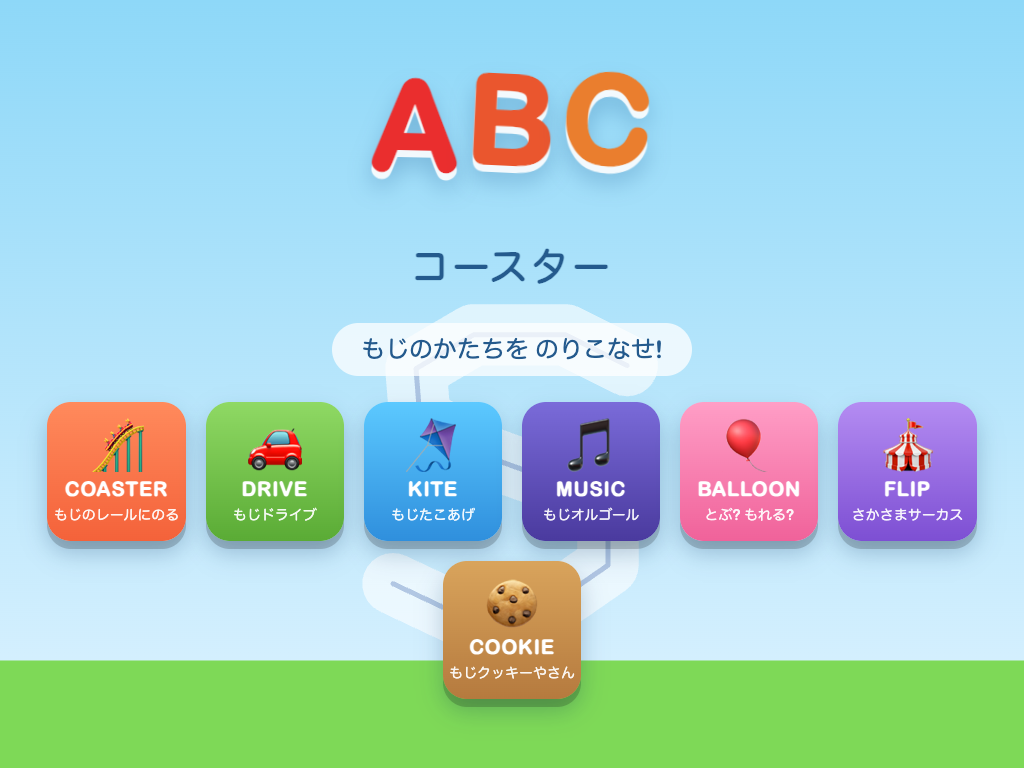 ABC
コースター
もじのかたちを のりこなせ!
COASTER
もじのレールにのる
DRIVE
もじドライブ
KITE
もじたこあげ
MUSIC
もじオルゴール
BALLOON
とぶ? もれる?
FLIP
さかさまサーカス
COOKIE
もじクッキーやさん